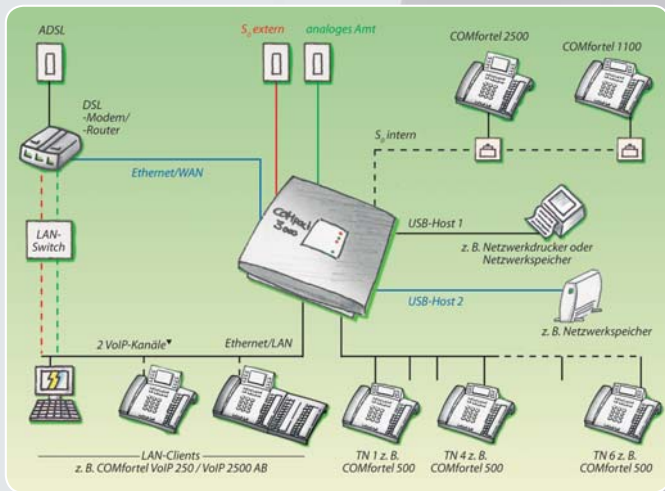 ADSL
S₀ extern
analoges Amt
COMfortel 2500
COMfortel 1100
DSL
-Modem/
-Router
S₀ intern
Ethernet/WAN
COMpact
3000
USB-Host 1
LAN-
Switch
z. B. Netzwerkdrucker oder
Netzwerkspeicher
USB-Host 2
z. B. Netzwerkspeicher
2 VoIP-Kanäle▼
Ethernet/LAN
LAN-Clients
z. B. COMfortel VoIP 250 / VoIP 2500 AB
TN 1 z. B.
COMfortel 500
TN 4 z. B.
COMfortel 500
TN 6 z. B.
COMfortel 500